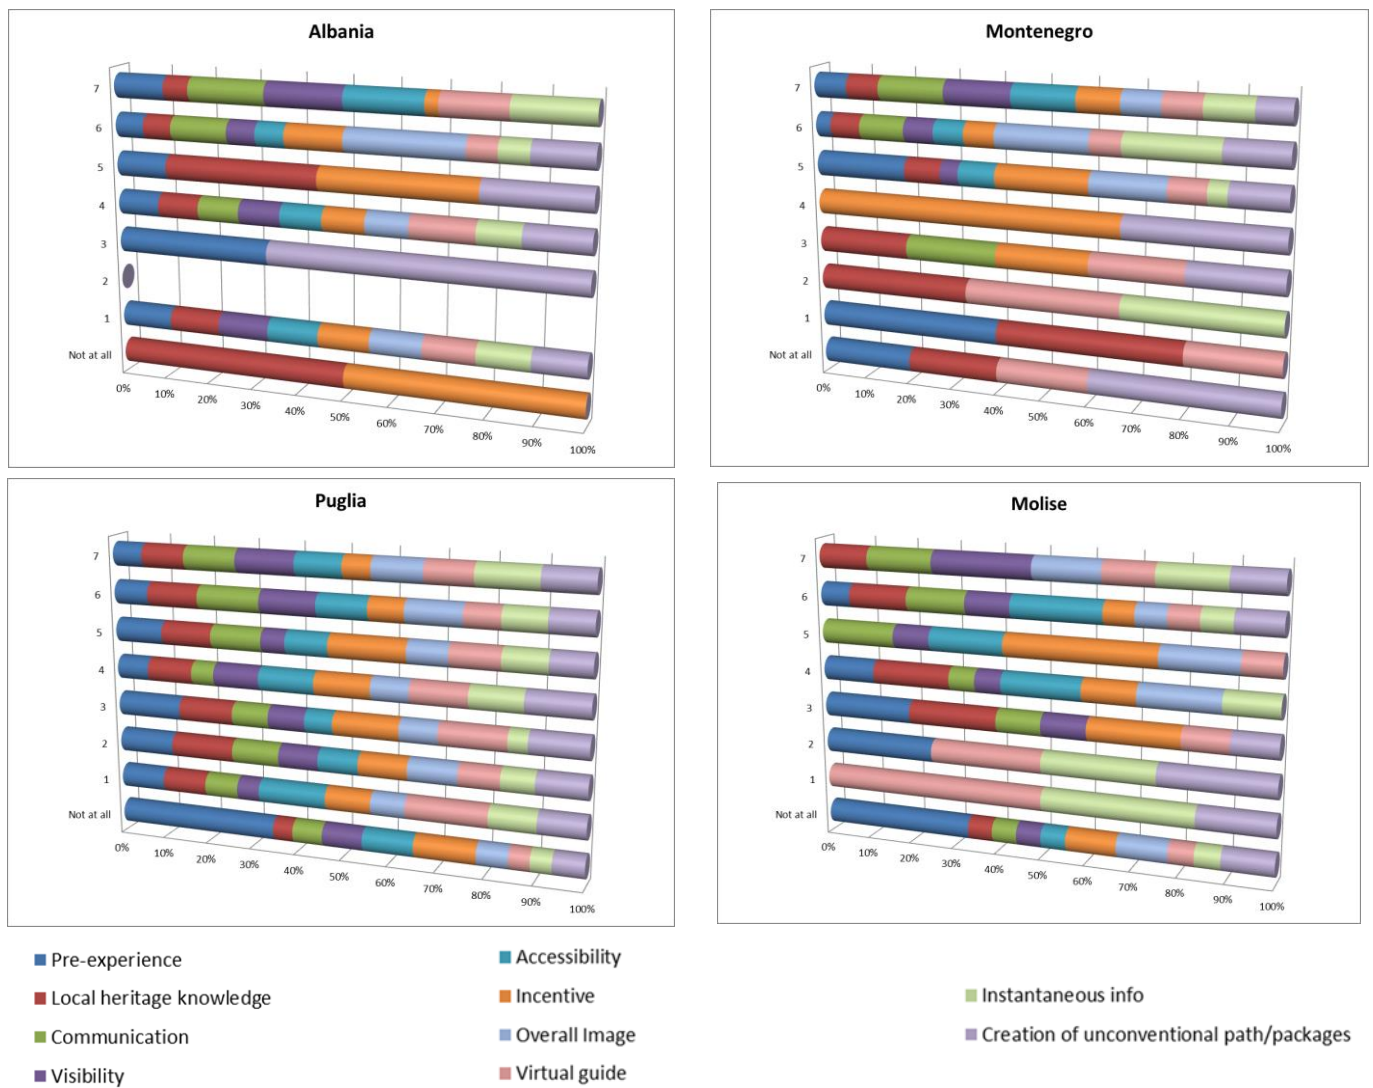 Albania
7
6
5
4
3
2
1
Not at all
0% 10% 20% 30% 40% 50% 60% 70% 80% 90% 100%
Montenegro
7
6
5
4
3
2
1
Not at all
0% 10% 20% 30% 40% 50% 60% 70% 80% 90% 100%
Puglia
7
6
5
4
3
2
1
Not at all
0% 10% 20% 30% 40% 50% 60% 70% 80% 90% 100%
Molise
7
6
5
4
3
2
1
Not at all
0% 10% 20% 30% 40% 50% 60% 70% 80% 90% 100%
Pre-experience
Local heritage knowledge
Communication
Visibility
Accessibility
Incentive
Overall Image
Virtual guide
Instantaneous info
Creation of unconventional path/packages